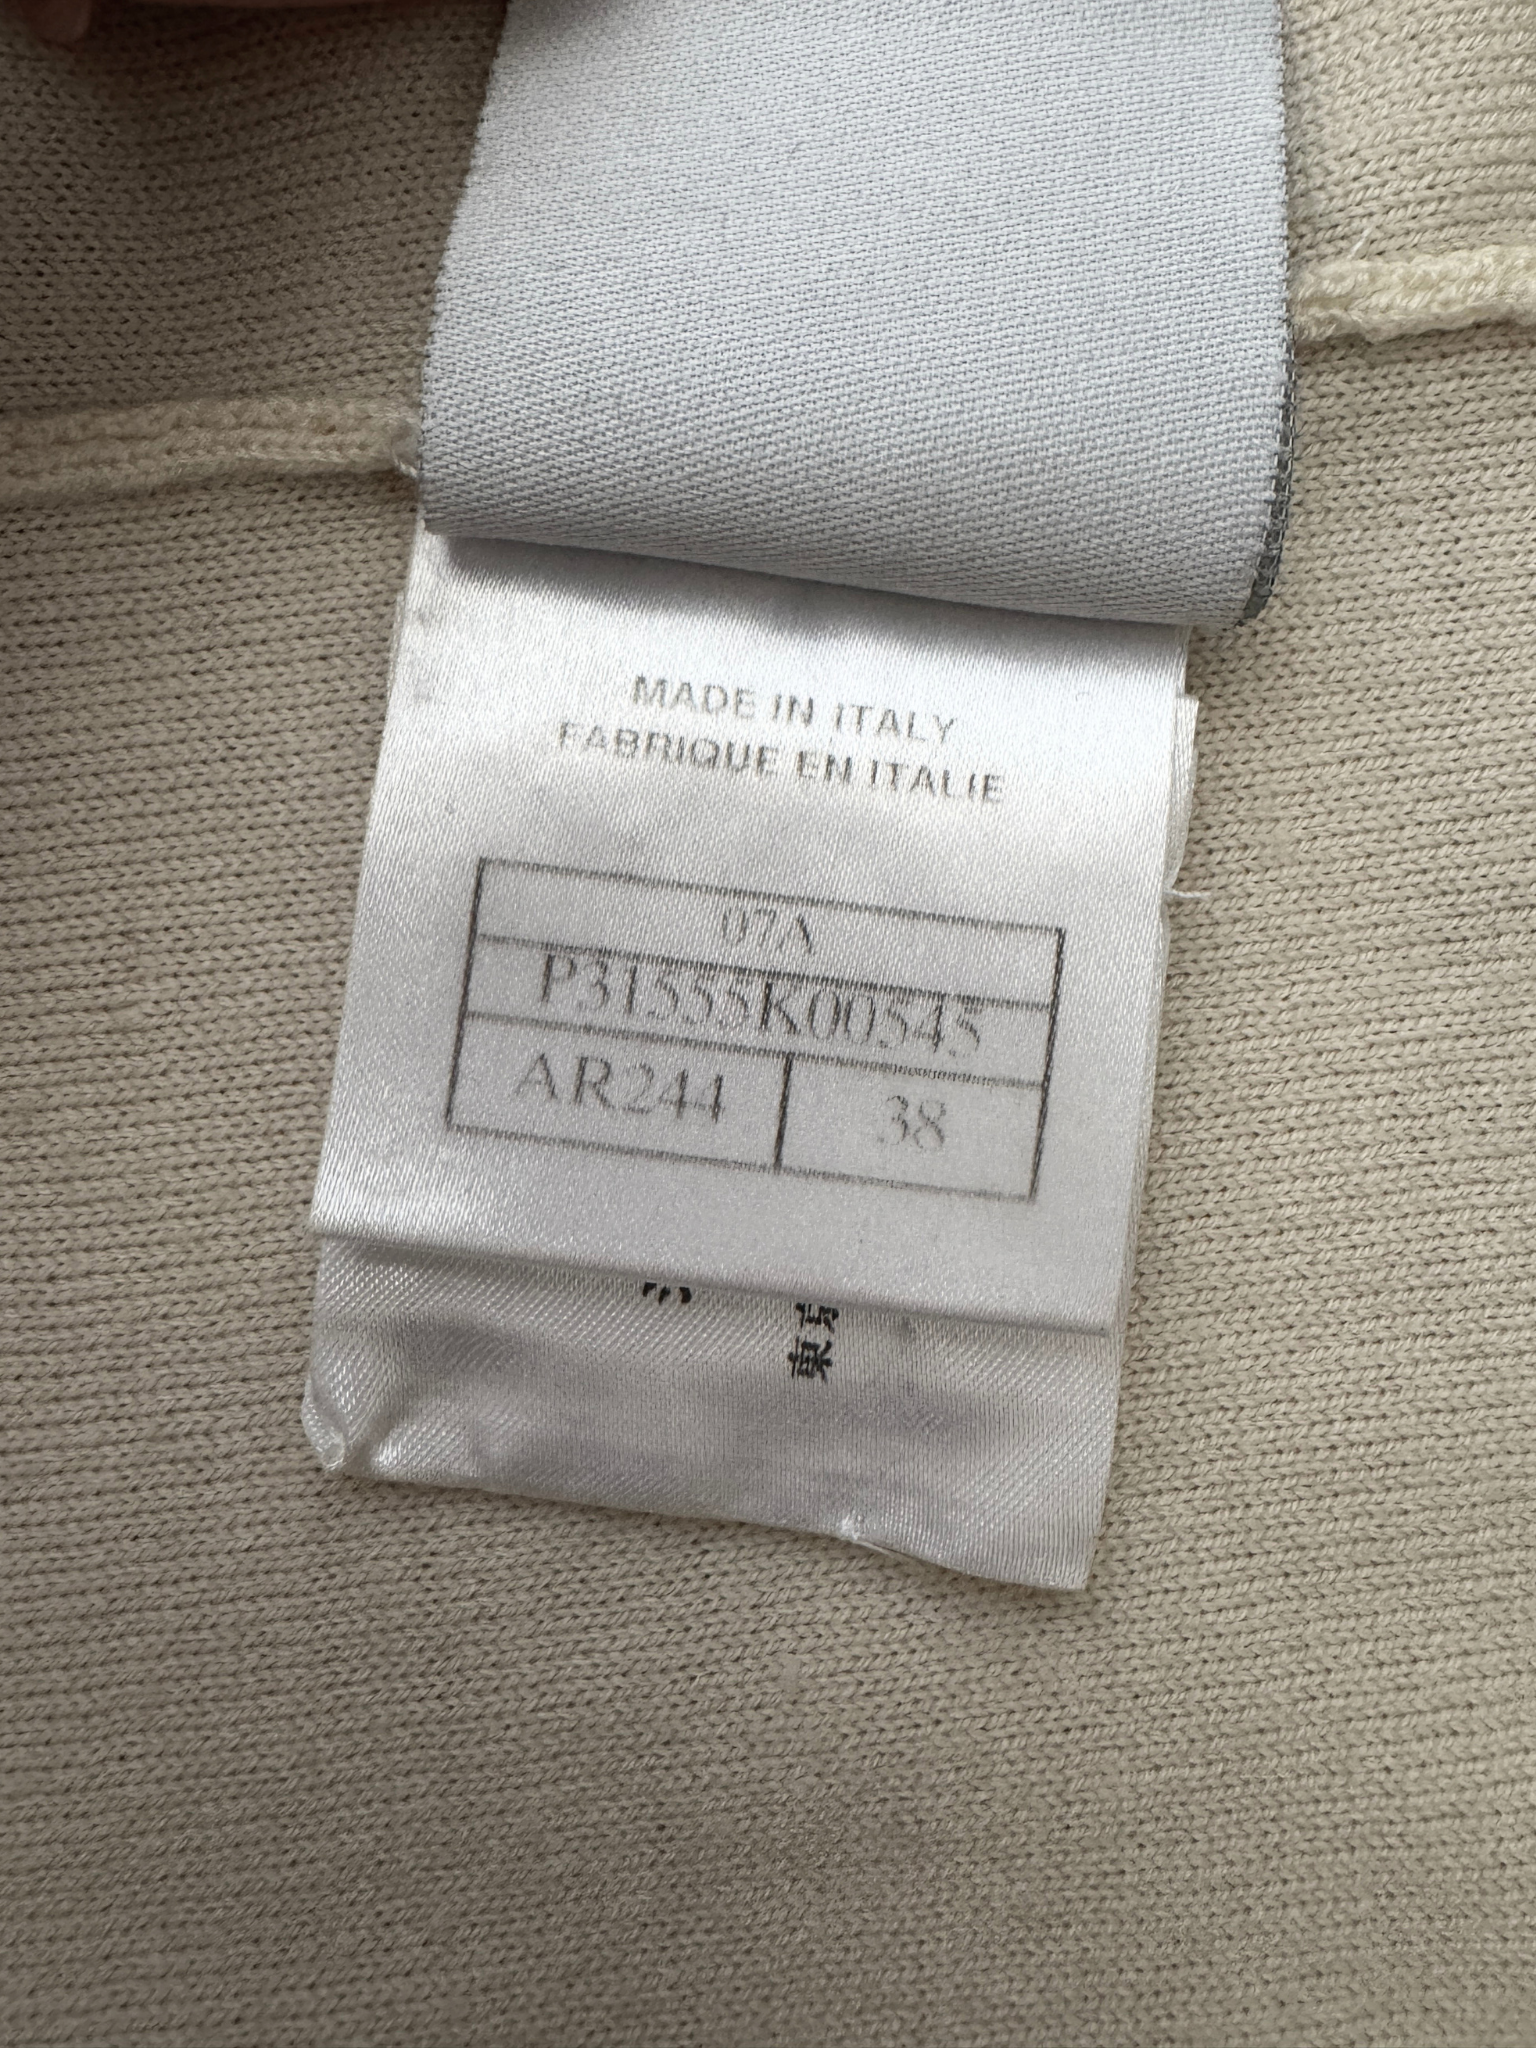 MADE IN ITALY
FABRIQUE EN ITALIE
07A
P31555K00545
AR244 38